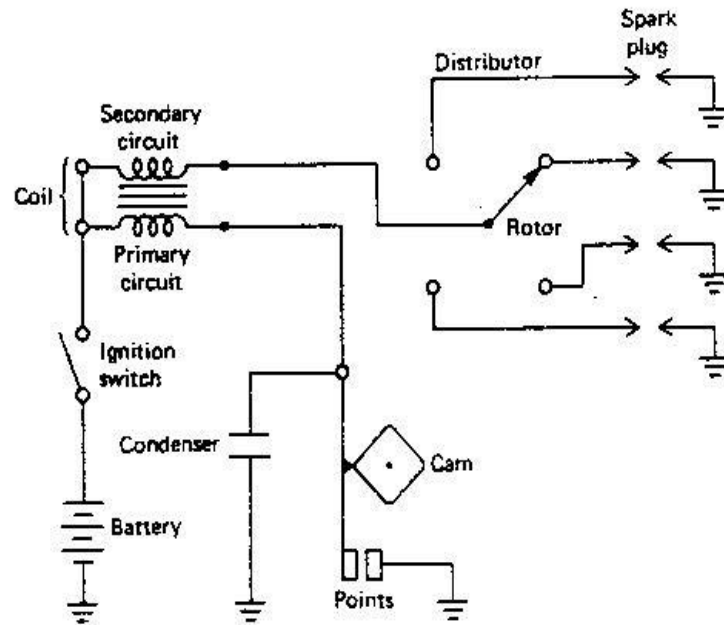 Spark
plug
Distributor
Secondary
circuit
Coil
Rotor
Primary
circuit
Ignition
switch
Condenser
Cam
Battery
Points